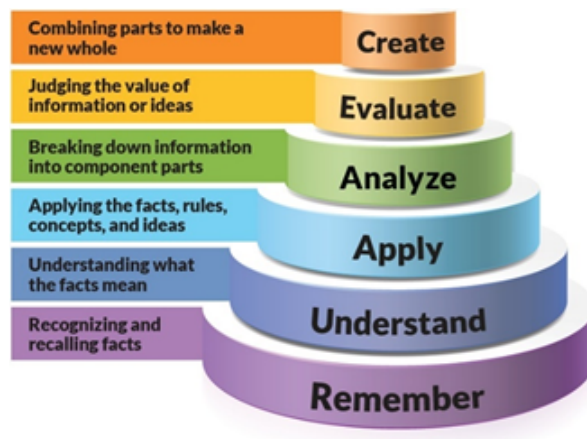 Combining parts to make a
new whole
Create
Judging the value of
information or ideas
Evaluate
Breaking down information
into component parts
Analyze
Applying the facts, rules,
concepts, and ideas
Apply
Understanding what
the facts mean
Understand
Recognizing and
recalling facts
Remember